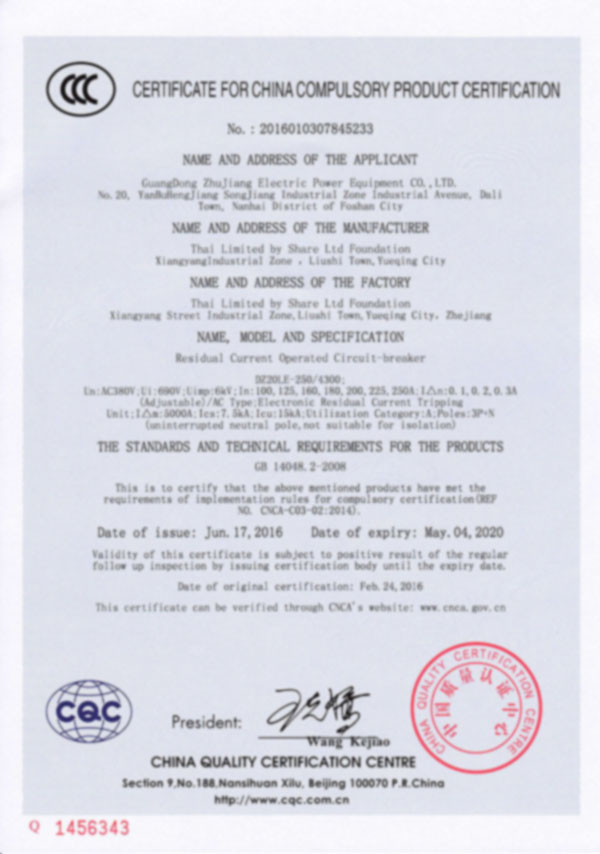 CCC
CERTIFICATE FOR CHINA COMPULSORY PRODUCT CERTIFICATION
No. : 2016010307845233
NAME AND ADDRESS OF THE APPLICANT
GuangDong ZhuJiang Electric Power Equipment CO.,LTD.
No.20, YanBuHengJiang SongJiang Industrial Zone Industrial Avenue, Dali
Town, Nanhai District of Foshan City
NAME AND ADDRESS OF THE MANUFACTURER
Thai Limited by Share Ltd Foundation
XiangyangIndustrial Zone , Liushi Town,Yueqing City
NAME AND ADDRESS OF THE FACTORY
Thai Limited by Share Ltd Foundation
Xiangyang Street Industrial Zone,Liushi Town,Yueqing City, Zhejiang
NAME, MODEL AND SPECIFICATION
Residual Current Operated Circuit-breaker
DZ20LE-250/4300;
Un:AC380V;Ui:690V;Uimp:6kV;In:100,125,160,180,200,225,250A;I△n:0.1,0.2,0.3A
(Adjustable)/AC Type;Electronic Residual Current Tripping
Unit;I△m:5000A;Ics:7.5kA;Icu:15kA;Utilization Category:A;Poles:3P+N
(uninterrupted neutral pole,not suitable for isolation)
THE STANDARDS AND TECHNICAL REQUIREMENTS FOR THE PRODUCTS
GB 14048.2-2008
This is to certify that the above mentioned products have met the
requirements of implementation rules for compulsory certification(REF
NO. CNCA-C03-02:2014).
Date of issue: Jun.17,2016 Date of expiry: May.04,2020
Validity of this certificate is subject to positive result of the regular
follow up inspection by issuing certification body until the expiry date.
Date of original certification: Feb.24,2016
This certificate can be verified through CNCA's website: www.cnca.gov.cn
CQC
President:
Wang Kejiao
CHINA QUALITY CERTIFICATION CENTRE
中国质量认证中心
CHINA QUALITY CERTIFICATION CENTRE
Section 9,No.188,Nansihuan Xilu, Beijing 100070 P.R.China
http://www.cqc.com.cn
Q 1456343